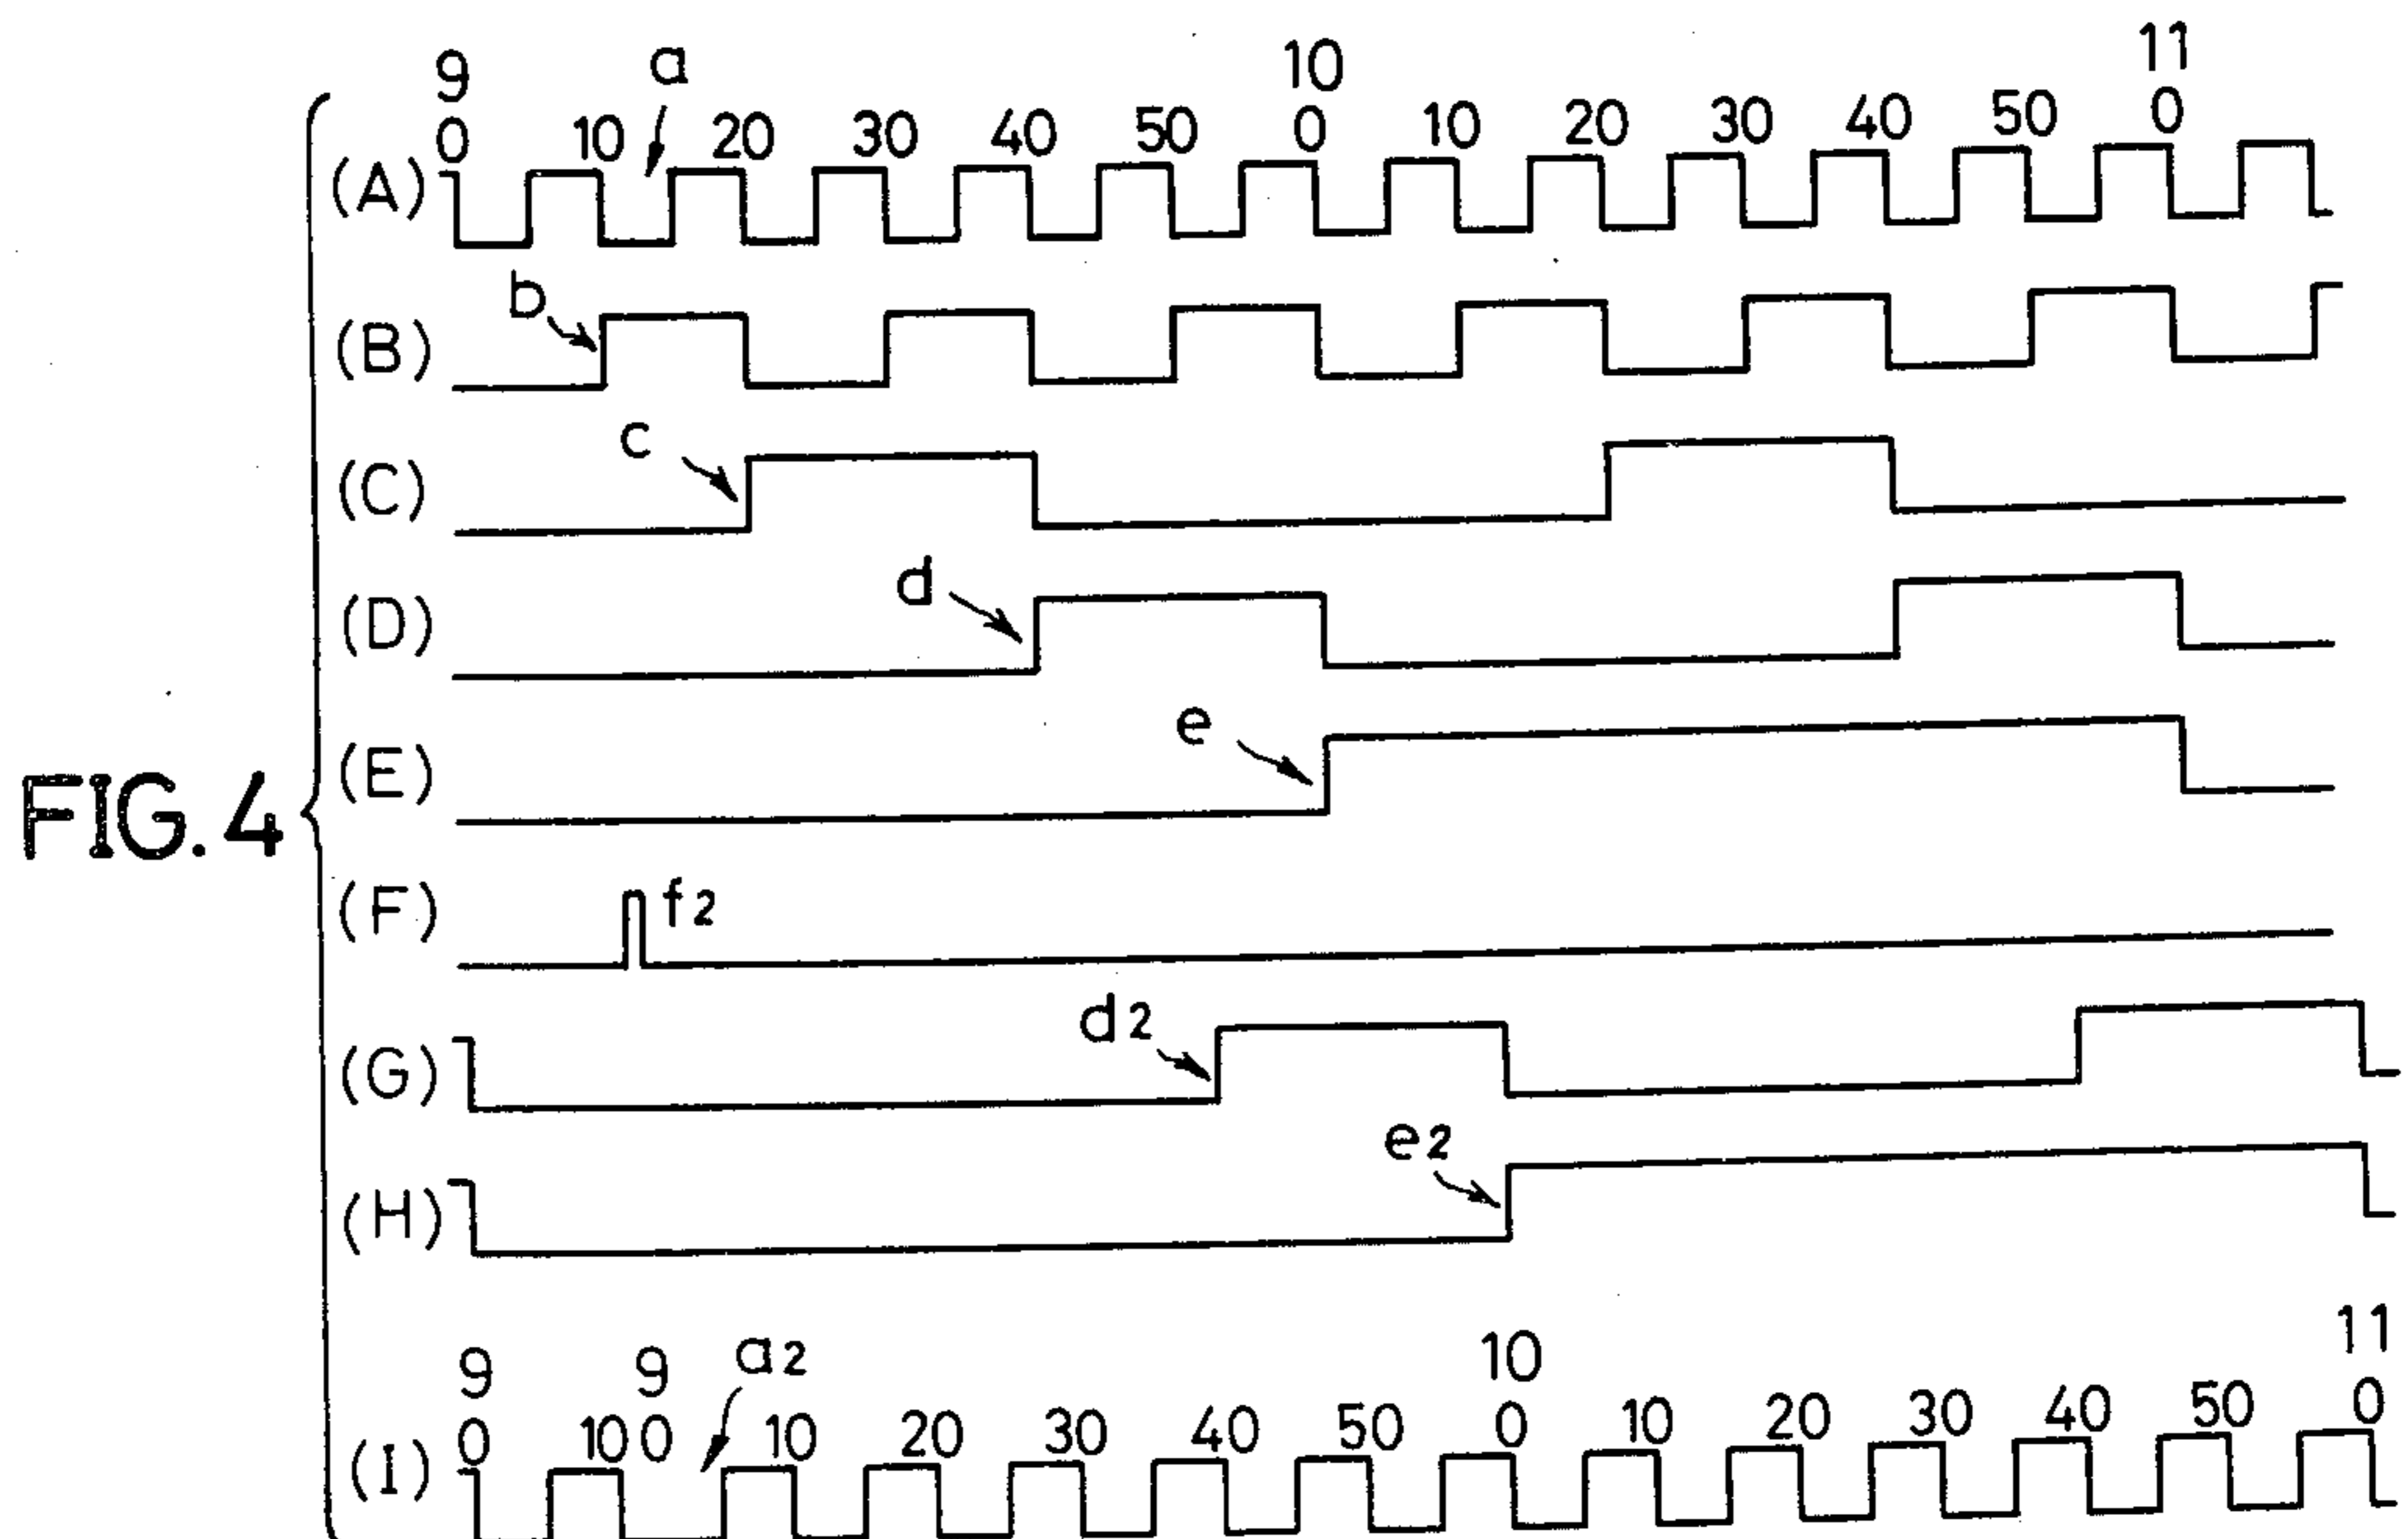 9 a 10 11
0 10 20 30 40 50 0 10 20 30 40 50 0
(A)
b
(B)
c
(C)
d
(D)
e
(E)
FIG. 4
(F) f2
d2
(G)
e2
(H)
9 9 a2 10 11
0 10 0 10 20 30 40 50 0 10 20 30 40 50 0
(I)